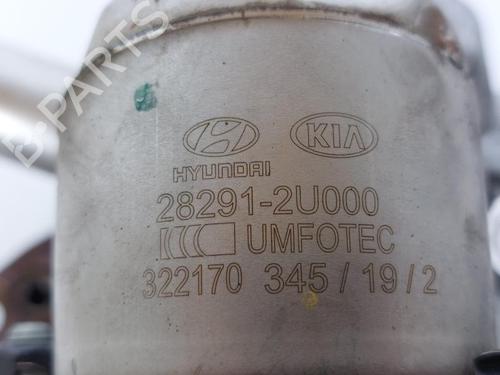 B-PARTS
KIA
HYUNDAI
28291-2U000
UMFOTEC
322170 345 / 19 / 2